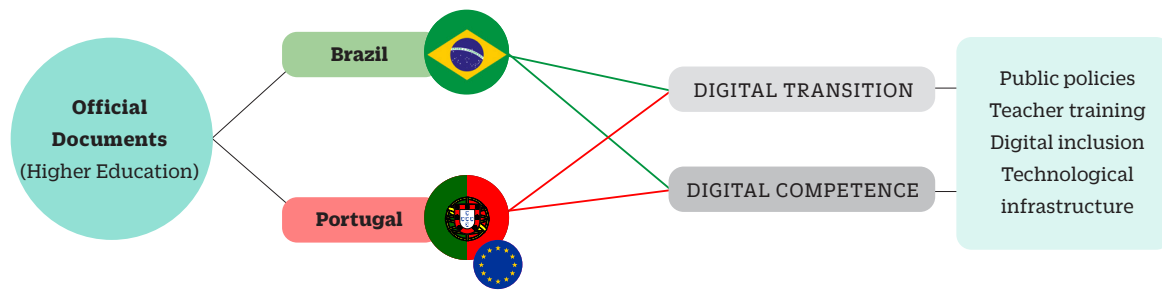 Official
Documents
(Higher Education)
Brazil
Portugal
DIGITAL TRANSITION
DIGITAL COMPETENCE
Public policies
Teacher training
Digital inclusion
Technological
infrastructure